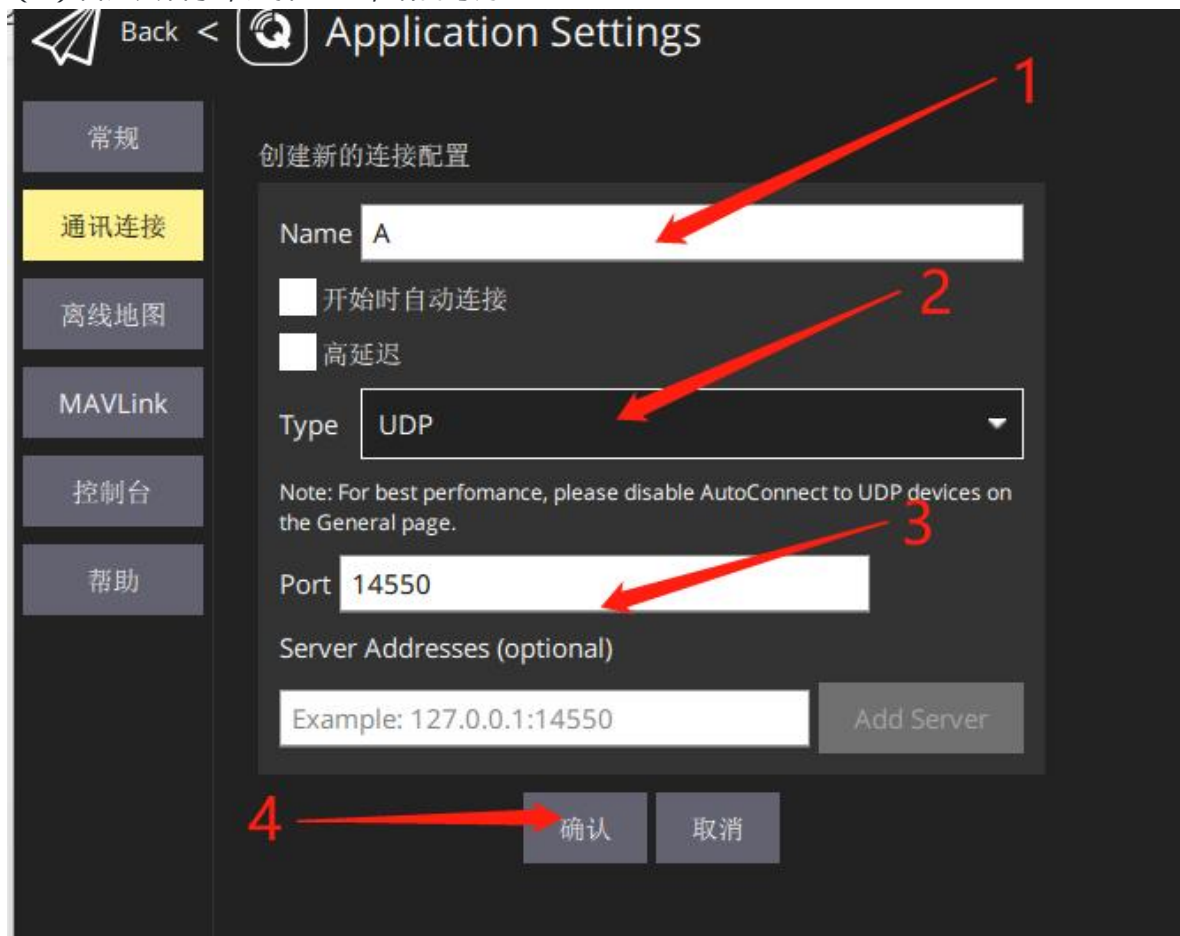 Back < Application Settings
1
常规
创建新的连接配置
通讯连接
Name A
开始时自动连接
2
离线地图
高延迟
MAVLink
Type UDP
控制台
Note: For best perfomance, please disable AutoConnect to UDP devices on
the General page.
3
帮助
Port 14550
Server Addresses (optional)
Example: 127.0.0.1:14550 Add Server
4
确认 取消